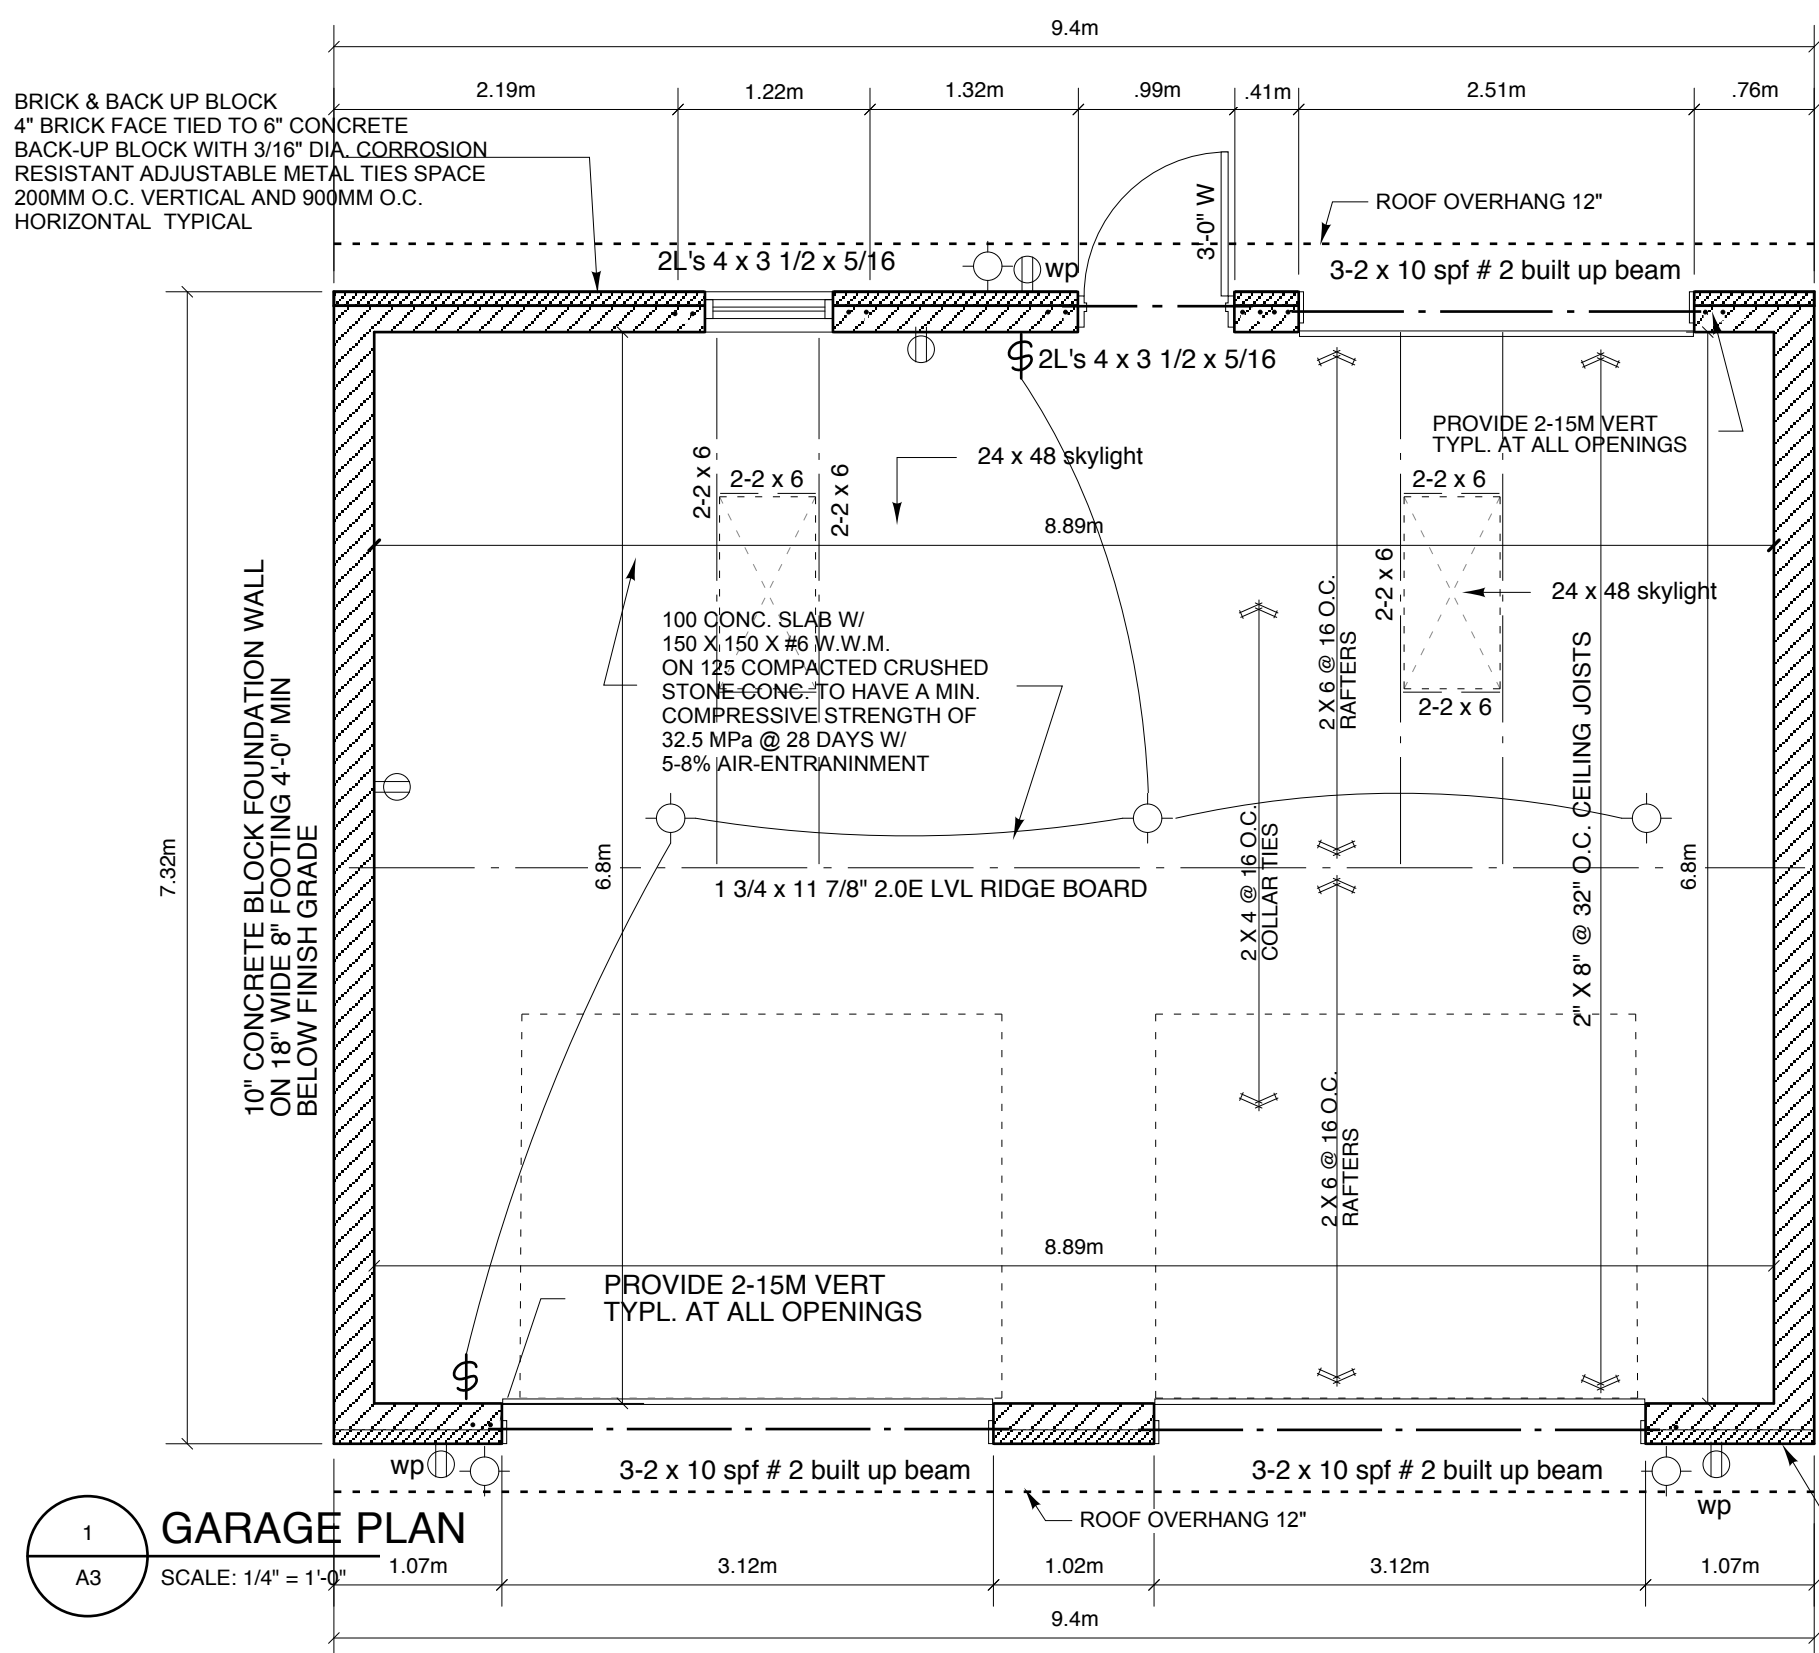 9.4m
2.19m
1.22m
1.32m
.99m
.41m
2.51m
.76m
BRICK & BACK UP BLOCK
4" BRICK FACE TIED TO 6" CONCRETE
BACK-UP BLOCK WITH 3/16" DIA. CORROSION
RESISTANT ADJUSTABLE METAL TIES SPACE
200MM O.C. VERTICAL AND 900MM O.C.
HORIZONTAL TYPICAL
3'-0" W
ROOF OVERHANG 12"
2L's 4 x 3 1/2 x 5/16
wp
3-2 x 10 spf # 2 built up beam
$
2L's 4 x 3 1/2 x 5/16
PROVIDE 2-15M VERT
TYPL. AT ALL OPENINGS
24 x 48 skylight
2-2 x 6
2-2 x 6
2-2 x 6
2-2 x 6
8.89m
2-2 x 6
24 x 48 skylight
2-2 x 6
100 CONC. SLAB W/
150 X 150 X #6 W.W.M.
ON 125 COMPACTED CRUSHED
STONE CONC. TO HAVE A MIN.
COMPRESSIVE STRENGTH OF
32.5 MPa @ 28 DAYS W/
5-8% AIR-ENTRANINMENT
2 X 6 @ 16 O.C.
RAFTERS
2" X 8" @ 32" O.C. CEILING JOISTS
10" CONCRETE BLOCK FOUNDATION WALL
ON 18" WIDE 8" FOOTING 4'-0" MIN
BELOW FINISH GRADE
7.32m
6.8m
1 3/4 x 11 7/8" 2.0E LVL RIDGE BOARD
2 X 4 @ 16 O.C.
COLLAR TIES
6.8m
2 X 6 @ 16 O.C.
RAFTERS
8.89m
PROVIDE 2-15M VERT
TYPL. AT ALL OPENINGS
$
wp
3-2 x 10 spf # 2 built up beam
3-2 x 10 spf # 2 built up beam
wp
ROOF OVERHANG 12"
1
A3
GARAGE PLAN
SCALE: 1/4" = 1'-0"
1.07m
3.12m
1.02m
3.12m
1.07m
9.4m